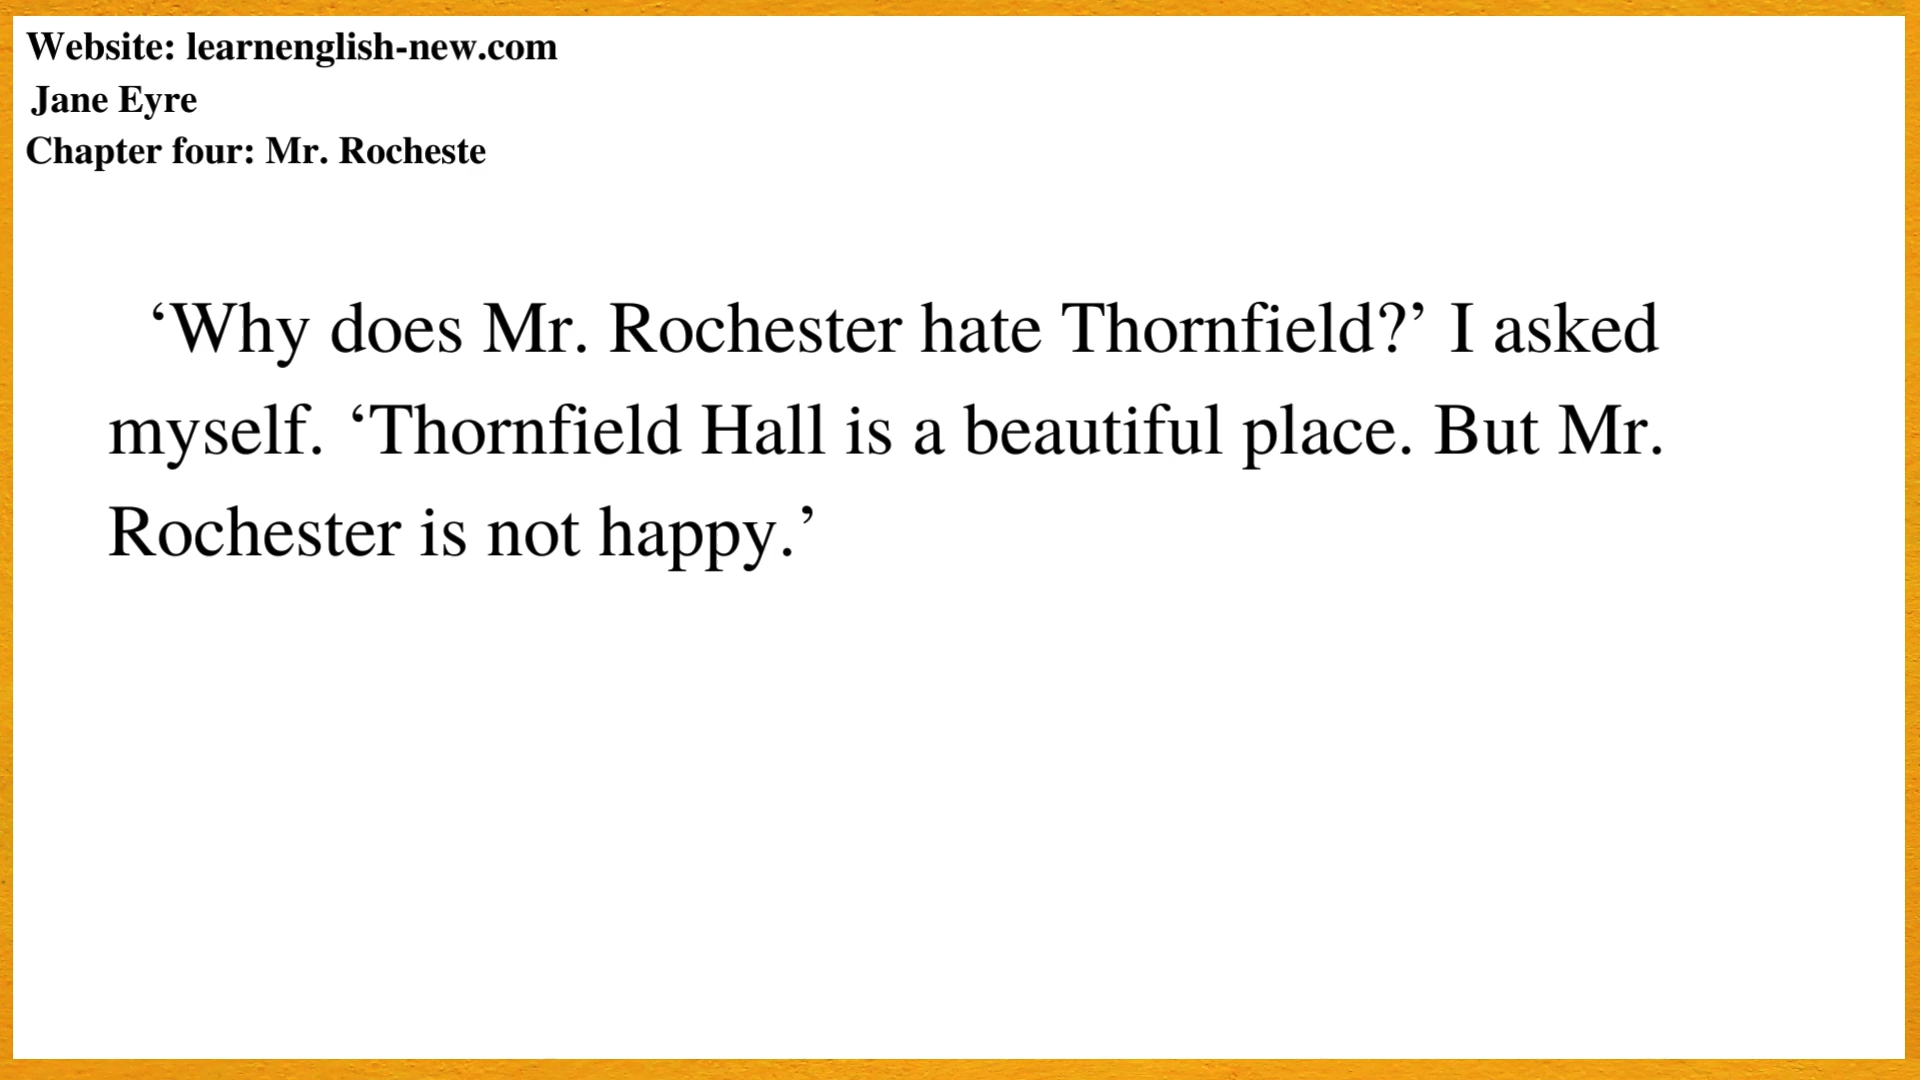 Website: learnenglish-new.com
Jane Eyre
Chapter four: Mr. Rocheste
‘Why does Mr. Rochester hate Thornfield?’ I asked
myself. ‘Thornfield Hall is a beautiful place. But Mr.
Rochester is not happy.’